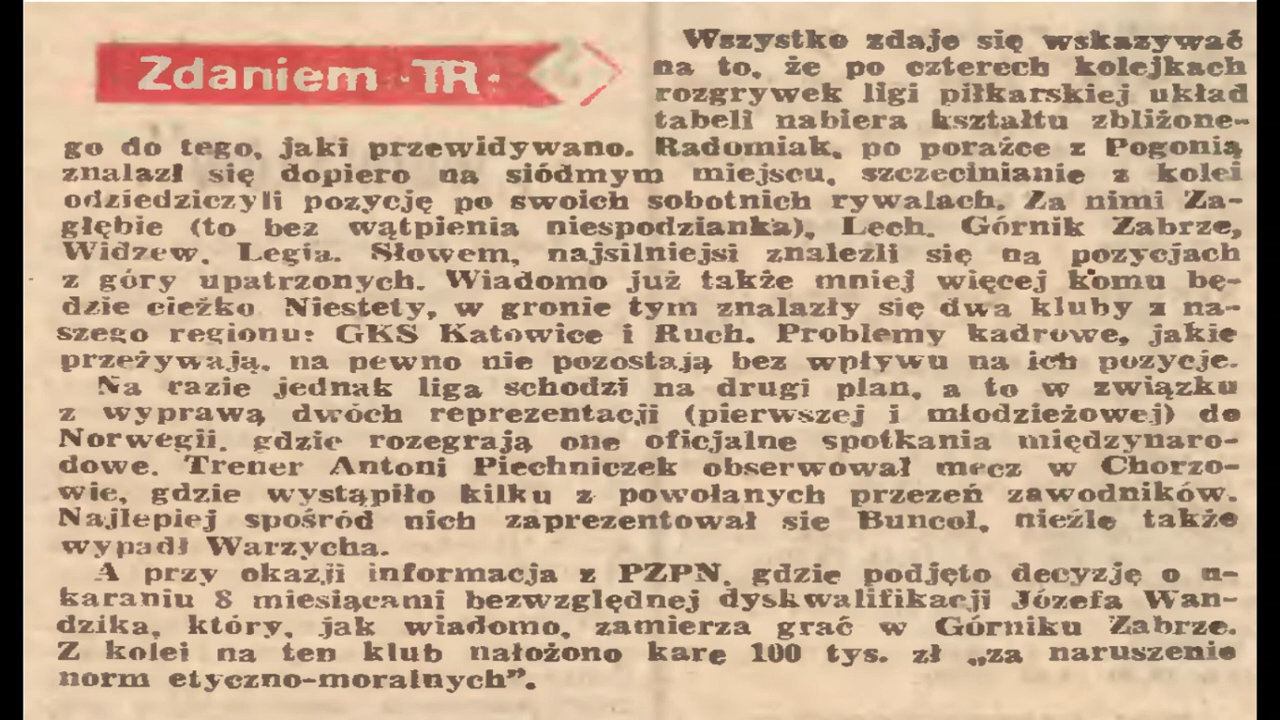 Zdaniem ·TR·
Wszystko zdaje się wskazywać
na to, że po czterech kolejkach
rozgrywek ligi piłkarskiej układ
tabeli nabiera kształtu zbliżone-
go do tego, jaki przewidywano. Radomiak, po porażce z Pogonią
znalazł się dopiero na siódmym miejscu, szczecinianie z kolei
odziedziczyli pozycję po swoich sobotnich rywalach. Za nimi Za-
głębie (to bez wątpienia niespodzianka), Lech, Górnik Zabrze,
Widzew, Legia. Słowem, najsilniejsi znaleźli się na pozycjach
z góry upatrzonych. Wiadomo już także mniej więcej komu bę-
dzie ciężko Niestety, w gronie tym znalazły się dwa kluby z na-
szego regionu: GKS Katowice i Ruch. Problemy kadrowe, jakie
przeżywają, na pewno nie pozostają bez wpływu na ich pozycje.
Na razie jednak liga schodzi na drugi plan, a to w związku
z wyprawą dwóch reprezentacji (pierwszej i młodzieżowej) do
Norwegii, gdzie rozegrają one oficjalne spotkania międzynaro-
dowe. Trener Antoni Piechniczek obserwował mecz w Chorzo-
wie, gdzie wystąpiło kilku z powołanych przezeń zawodników.
Najlepiej spośród nich zaprezentował sie Buncol, nieźle także
wypadł Warzycha.
A przy okazji informacja z PZPN, gdzie podjęto decyzję o u-
karaniu 8 miesiącami bezwzględnej dyskwalifikacji Józefa Wan-
dzika, który, jak wiadomo, zamierza grać w Górniku Zabrze.
Z kolei na ten klub nałożono karę 100 tys. zł „za naruszenie
norm etyczno-moralnych”.